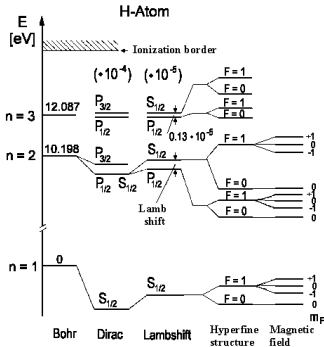 H-Atom
E
[eV]
Ionization border
(*10⁻⁴) (*10⁻⁵)
n = 3 12.087 P3/2 S1/2 F = 1
P1/2 P1/2 F=0
F=1
F=0
0.13 * 10⁻⁵
n = 2 10.198 P3/2 S1/2 F = 1 +1
0
-1
P1/2 S1/2 P1/2 F = 0 0
Lamb
shift
F = 1 +1
0
-1
F = 0 0
n = 1 0 S1/2 S1/2 F = 1 +1
0
-1
F = 0 0
mF
Bohr Dirac Lambshift Hyperfine Magnetic
structure field